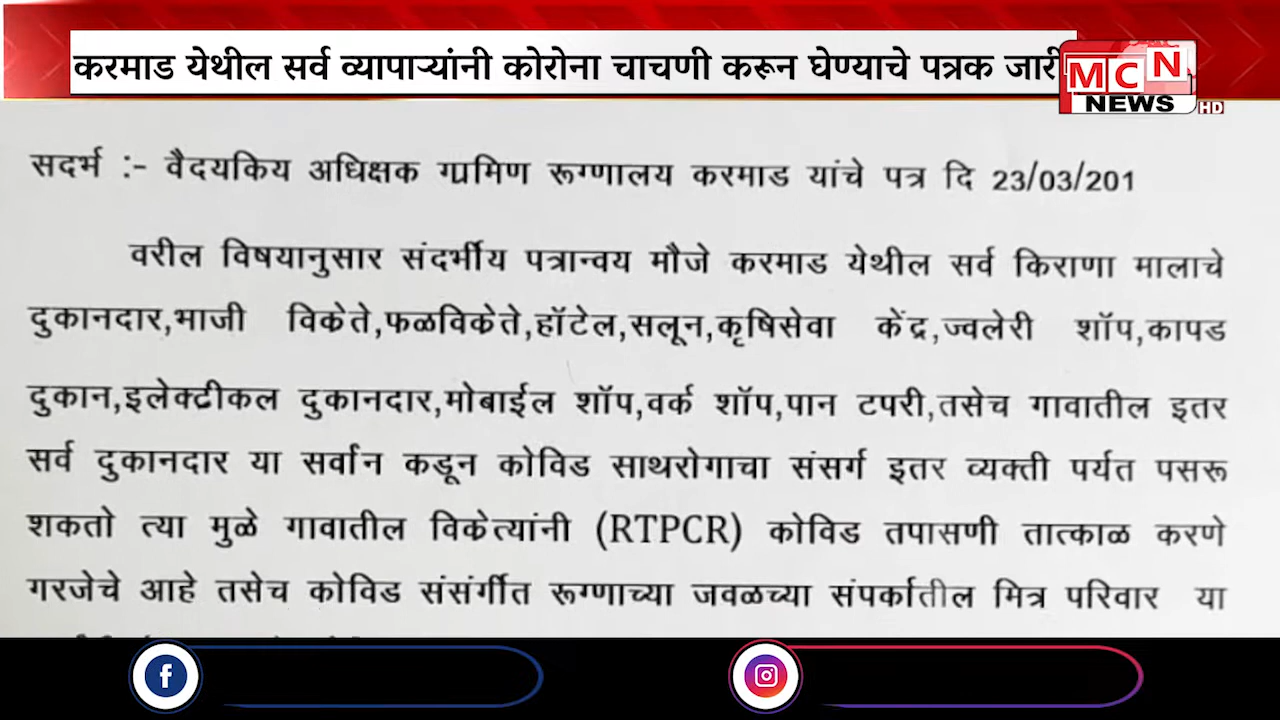 करमाड येथील सर्व व्यापाऱ्यांनी कोरोना चाचणी करून घेण्याचे पत्रक जारी
MCN
NEWS HD
सदर्भ :- वैदयकिय अधिक्षक ग्रामिण रूग्णालय करमाड यांचे पत्र दि 23/03/201
वरील विषयानुसार संदर्भीय पत्रान्वय मौजे करमाड येथील सर्व किराणा मालाचे
दुकानदार,भाजी विकेते,फळविकेते,हॉटेल,सलून,कृषिसेवा केंद्र,ज्वलेरी शॉप,कापड
दुकान,इलेक्ट्रीकल दुकानदार,मोबाईल शॉप,वर्क शॉप,पान टपरी,तसेच गावातील इतर
सर्व दुकानदार या सर्वांन कडून कोविड साथरोगाचा संसर्ग इतर व्यक्ती पर्यत पसरू
शकतो त्या मुळे गावातील विकेत्यांनी (RTPCR) कोविड तपासणी तात्काळ करणे
गरजेचे आहे तसेच कोविड संसंर्गीत रूग्णाच्या जवळच्या संपर्कातील मित्र परिवार या